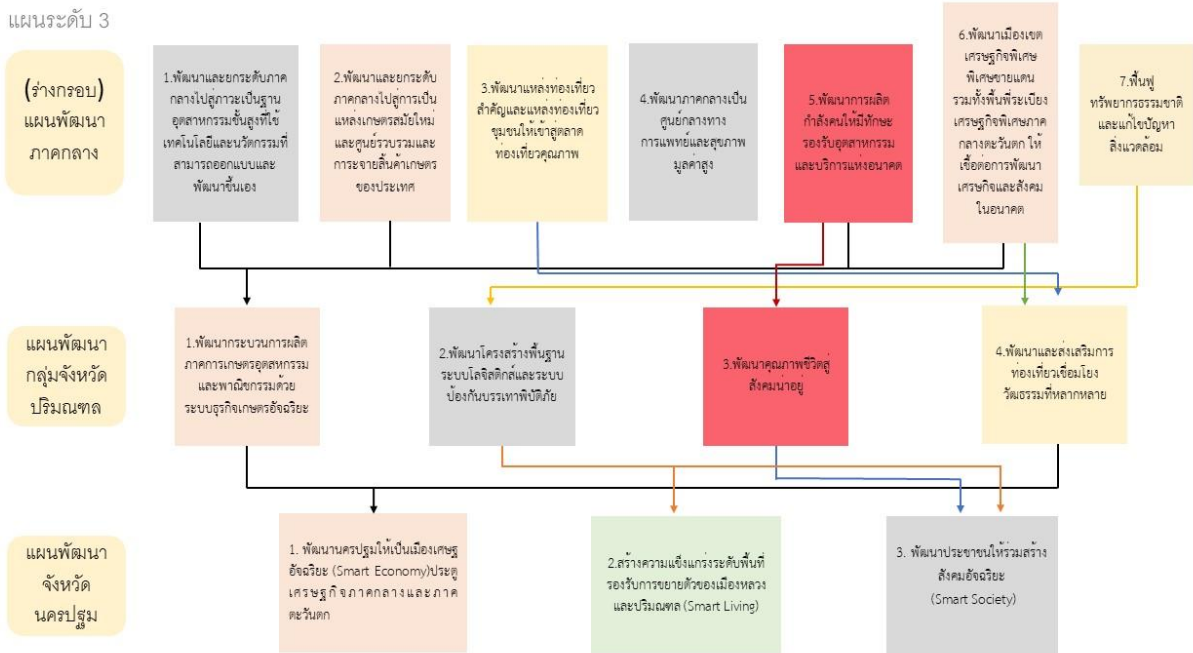 แผนระดับ 3
(ร่างกรอบ)
แผนพัฒนา
ภาคกลาง
1.พัฒนาและยกระดับภาค
กลางไปสู่ภาวะเป็นฐาน
อุตสาหกรรมชั้นสูงที่ใช้
เทคโนโลยีและนวัตกรรมที่
สามารถออกแบบและ
พัฒนาขึ้นเอง
2.พัฒนาและยกระดับ
ภาคกลางไปสู่การเป็น
แหล่งเกษตรสมัยใหม่
และศูนย์รวบรวมและ
การะจายสิ้นค้าเกษตร
ของประเทศ
3.พัฒนาแหล่งท่องเที่ยว
สำคัญและแหล่งท่องเที่ยว
ชุมชนให้เข้าสู่ตลาด
ท่องเที่ยวคุณภาพ
4.พัฒนาภาคกลางเป็น
ศูนย์กลางทาง
การแพทย์และสุขภาพ
มูลค่าสูง
5.พัฒนาการผลิต
กำลังคนให้มีทักษะ
รองรับอุตสาหกรรม
และบริการแห่งอนาคต
6.พัฒนาเมืองเขต
เศรษฐกิจพิเศษ
พิเศษชายแดน
รวมทั้งพื้นพี่ระเบียง
เศรษฐกิจพิเศษภาค
กลางตะวันตก ให้
เชื้อต่อการพัฒนา
เศรษกิจและสังคม
ในอนาคต
7.พื้นฟู
ทรัพยากรธรรมชาติ
และแก้ไขปัญหา
สิ่งแวดล้อม
แผนพัฒนา
กลุ่มจังหวัด
ปริมณฑล
1.พัฒนากระบวนการผลิต
ภาคการเกษตรอุตสหกรรม
และพาณิชกรรมด้วย
ระบบธุรกิจเกษตรอัจฉริยะ
2.พัฒนาโครงสร้างพื้นฐาน
ระบบโลจิสติกส์และระบบ
ป้องกันบรรเทาพิบัติภัย
3.พัฒนาคุณภาพชีวิตสู่
สังคมน่าอยู่
4.พัฒนาและส่งเสริมการ
ท่องเที่ยวเชื่อมโยง
วัฒธรรมที่หลากหลาย
แผนพัฒนา
จังหวัด
นครปฐม
1. พัฒนานครปฐมให้เป็นเมืองเศรษฐ
อัจฉริยะ (Smart Economy)ประตู
เศรษฐกิจภาคกลางและภาค
ตะวันตก
2.สร้างความแข็งแกร่งระดับพื้นที่
รองรับการขยายตัวของเมืองหลวง
และปริมณฑล (Smart Living)
3. พัฒนาประชาชนให้ร่วมสร้าง
สังคมอัจฉริยะ
(Smart Society)